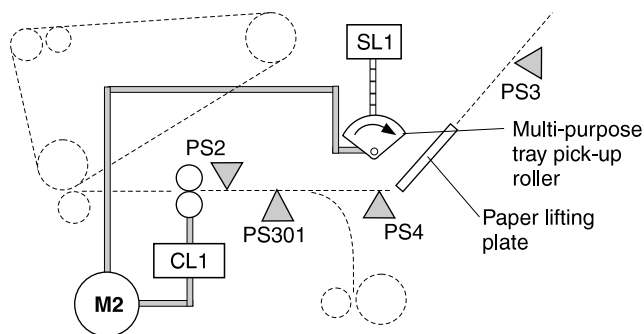 SL1
PS3
Multi-purpose
tray pick-up
roller
PS2
PS301
PS4
Paper lifting
plate
CL1
M2